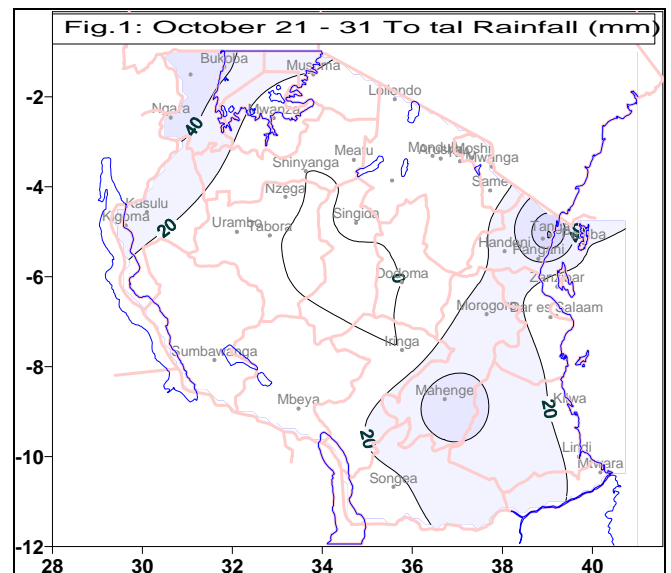 Fig.1: October 21 - 31 To tal Rainfall (mm)
Bukoba
Musoma
-2
Loliondo
Ngara
Mwanza
40
Meatu
Moshi
Mwanga
Sninyanga
-4
Same
Nzega
Kasulu
Kigoma
Singida
20
Urambo
Tabora
Tanga
40
Handeni
Pangani
-6
Dodoma
0
Zanzibar
Morogoro
Dar es Salaam
Iringa
Sumbawanga
-8
Mahenge
Mbeya
20
20
Kilwa
-10
Lindi
Mtwara
Songea
-12
28
30
32
34
36
38
40